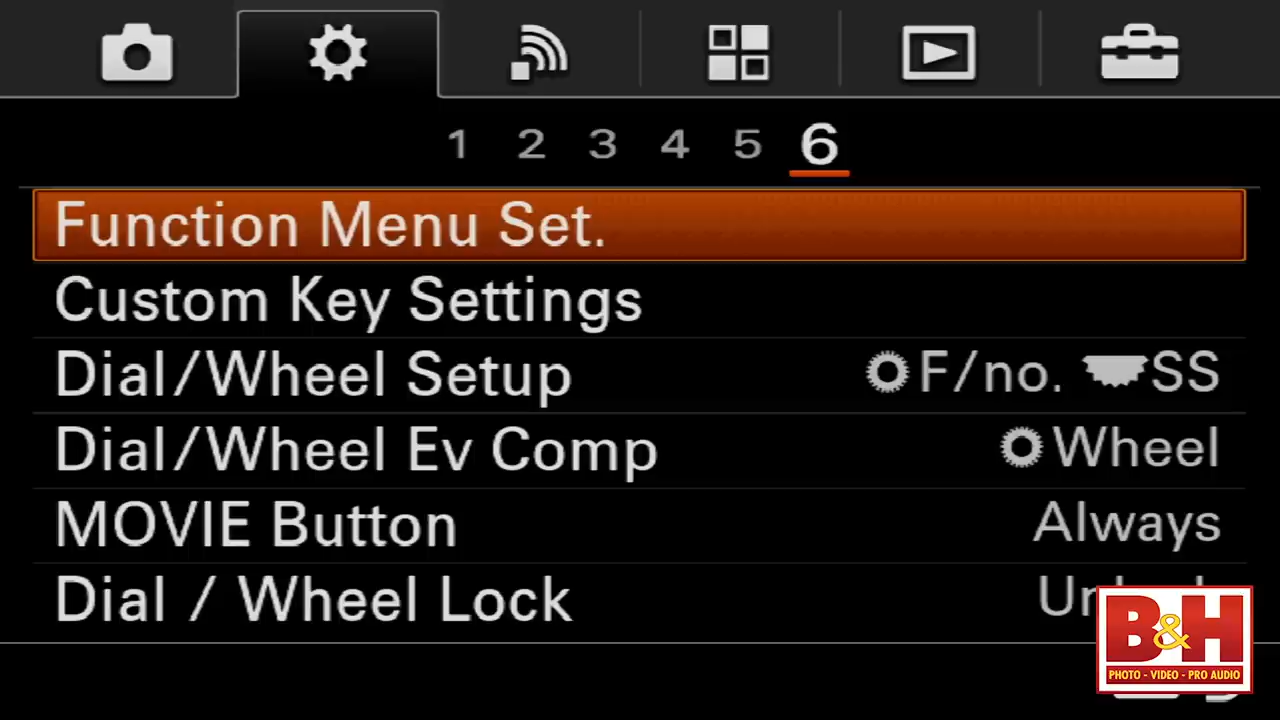 1 2 3 4 5 6
Function Menu Set.
Custom Key Settings
Dial/Wheel Setup F/no. SS
Dial/Wheel Ev Comp Wheel
MOVIE Button Always
Dial / Wheel Lock
B&H
PHOTO - VIDEO - PRO AUDIO